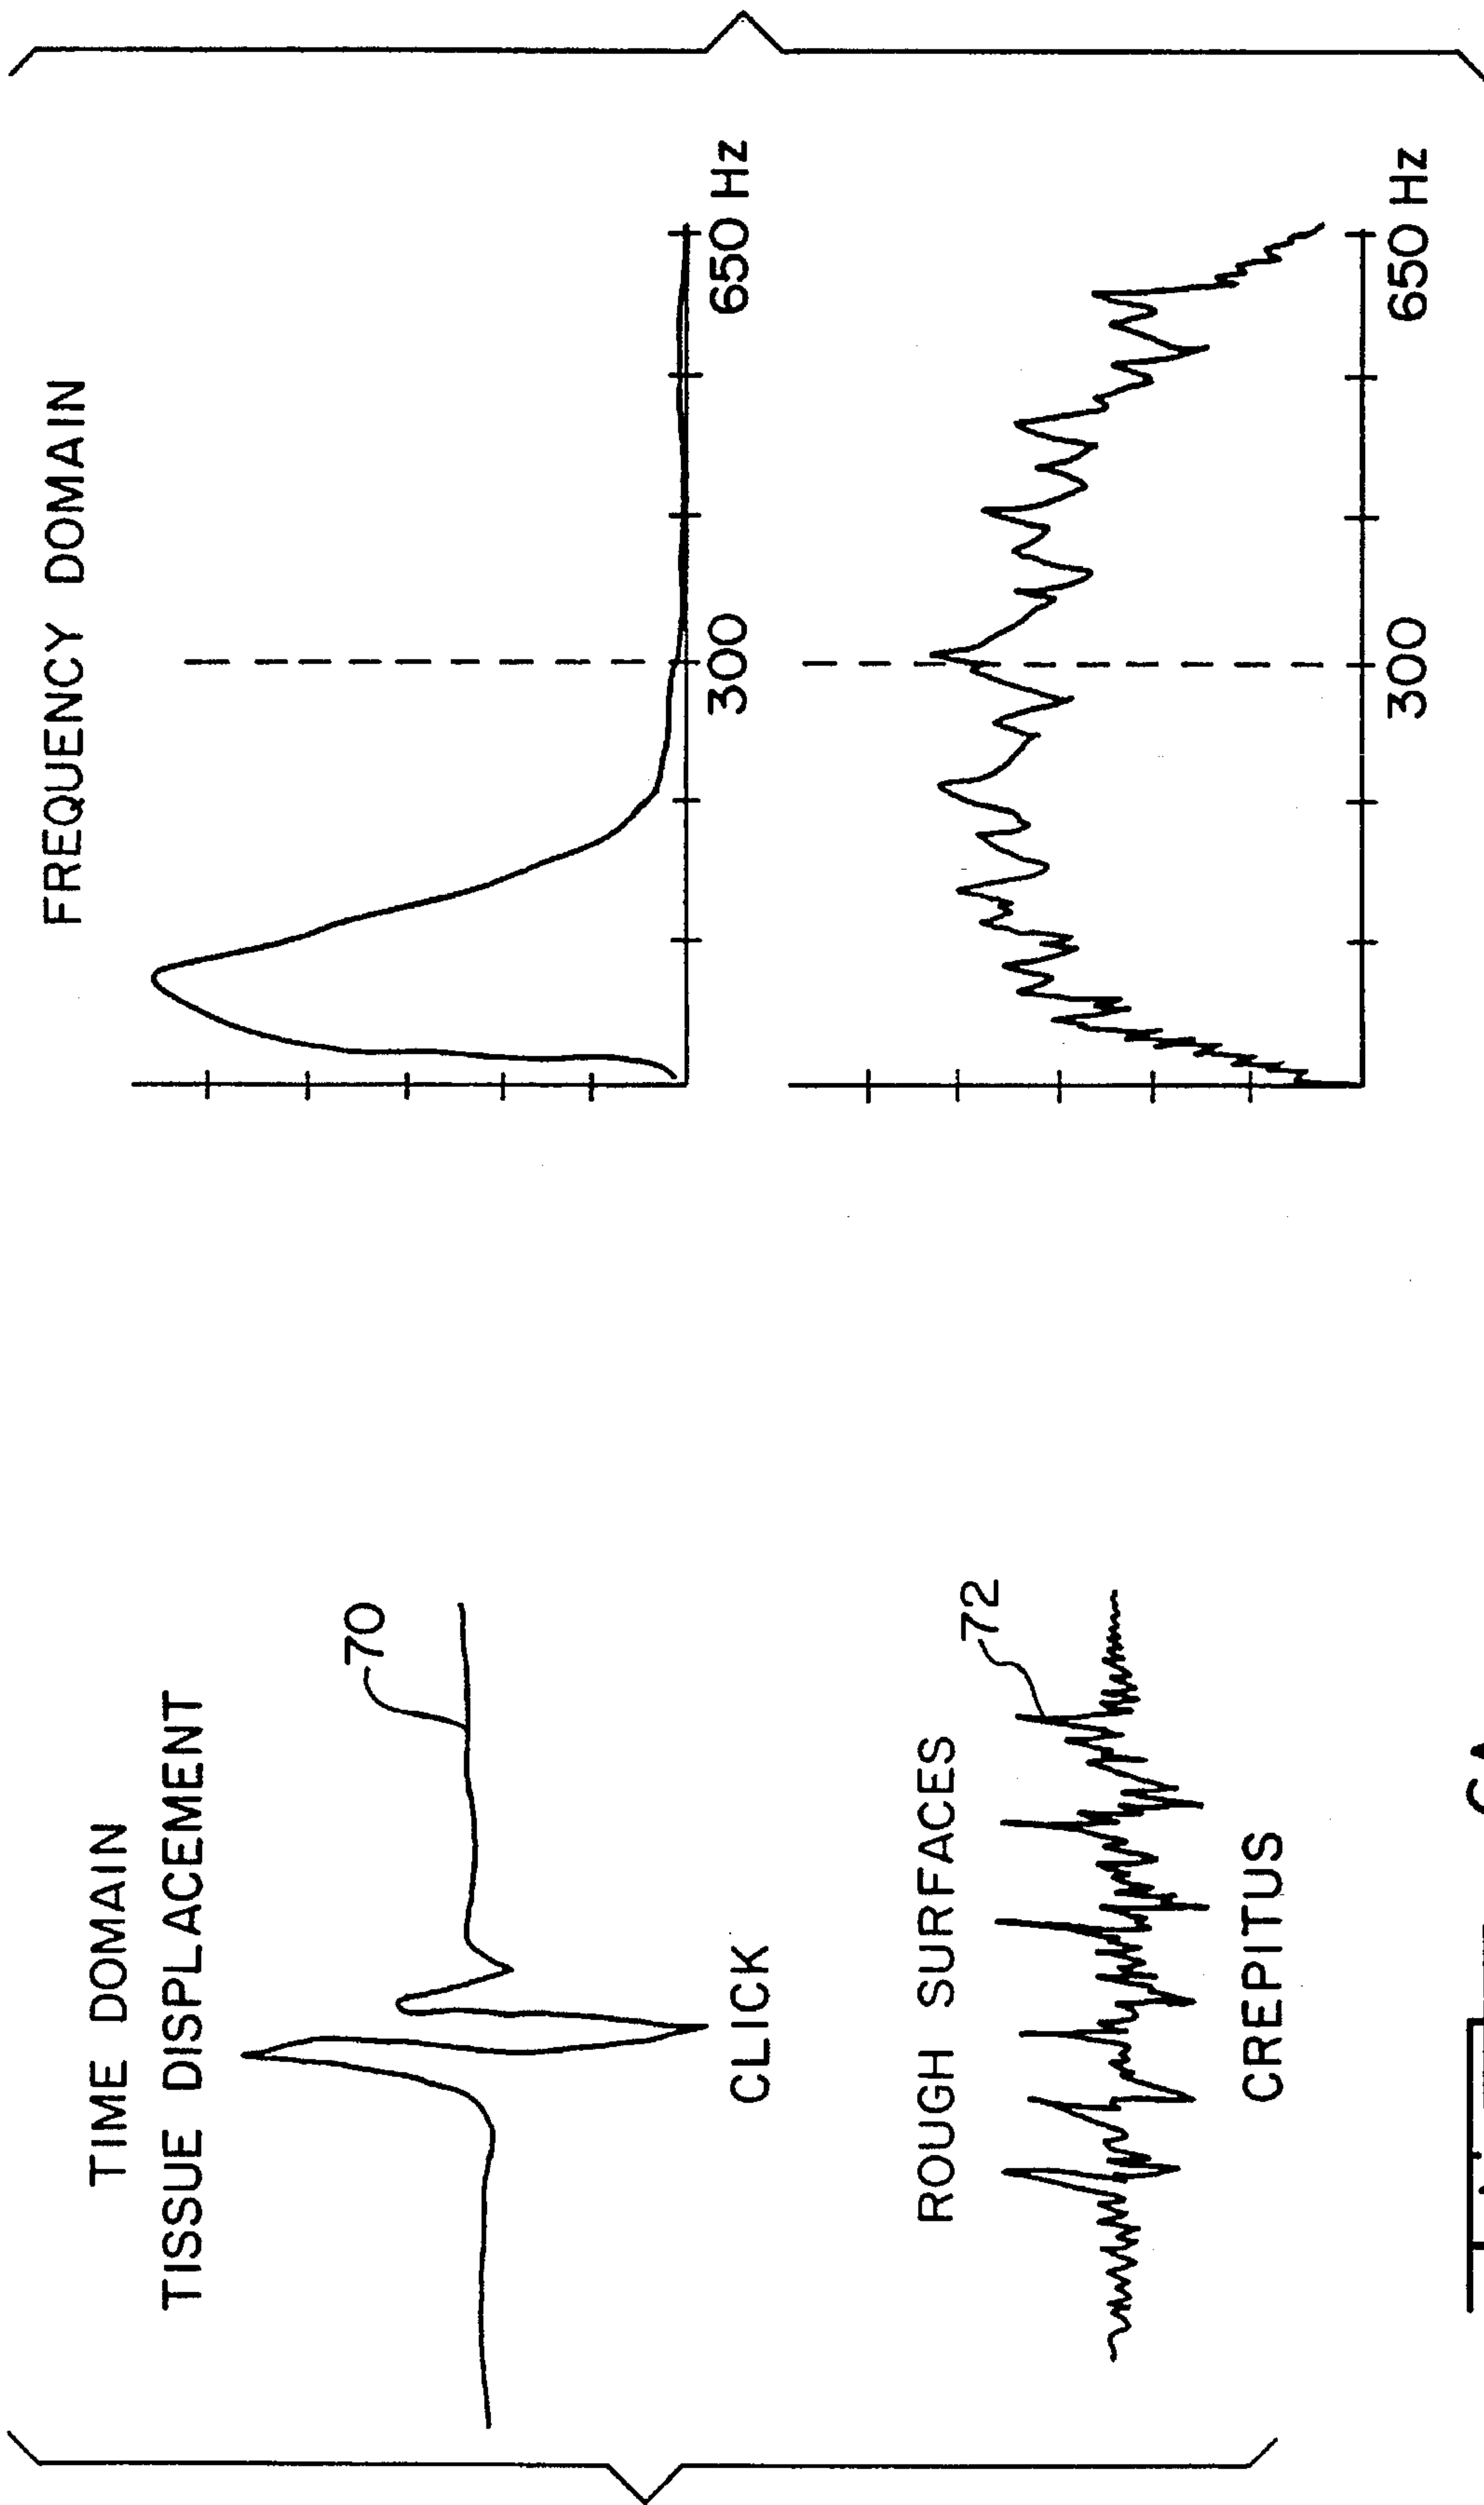 TIME DOMAIN
TISSUE DISPLACEMENT
70
CLICK
ROUGH SURFACES
72
CREPITUS
FREQUENCY DOMAIN
300
650 Hz
300
650 Hz